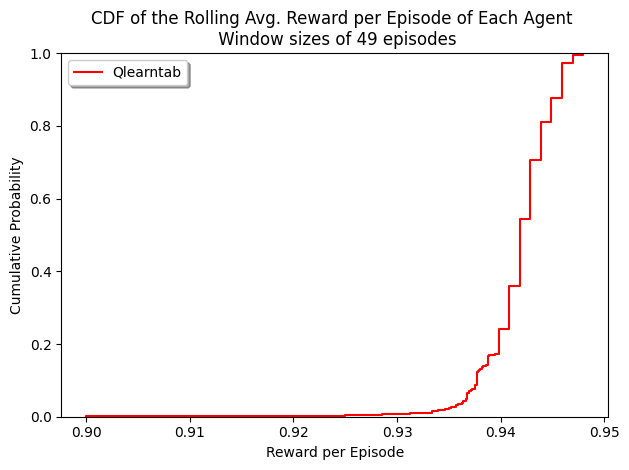 CDF of the Rolling Avg. Reward per Episode of Each Agent
Window sizes of 49 episodes
Qlearntab
1.0
0.8
0.6
0.4
0.2
0.0
Cumulative Probability
0.90
0.91
0.92
0.93
0.94
0.95
Reward per Episode